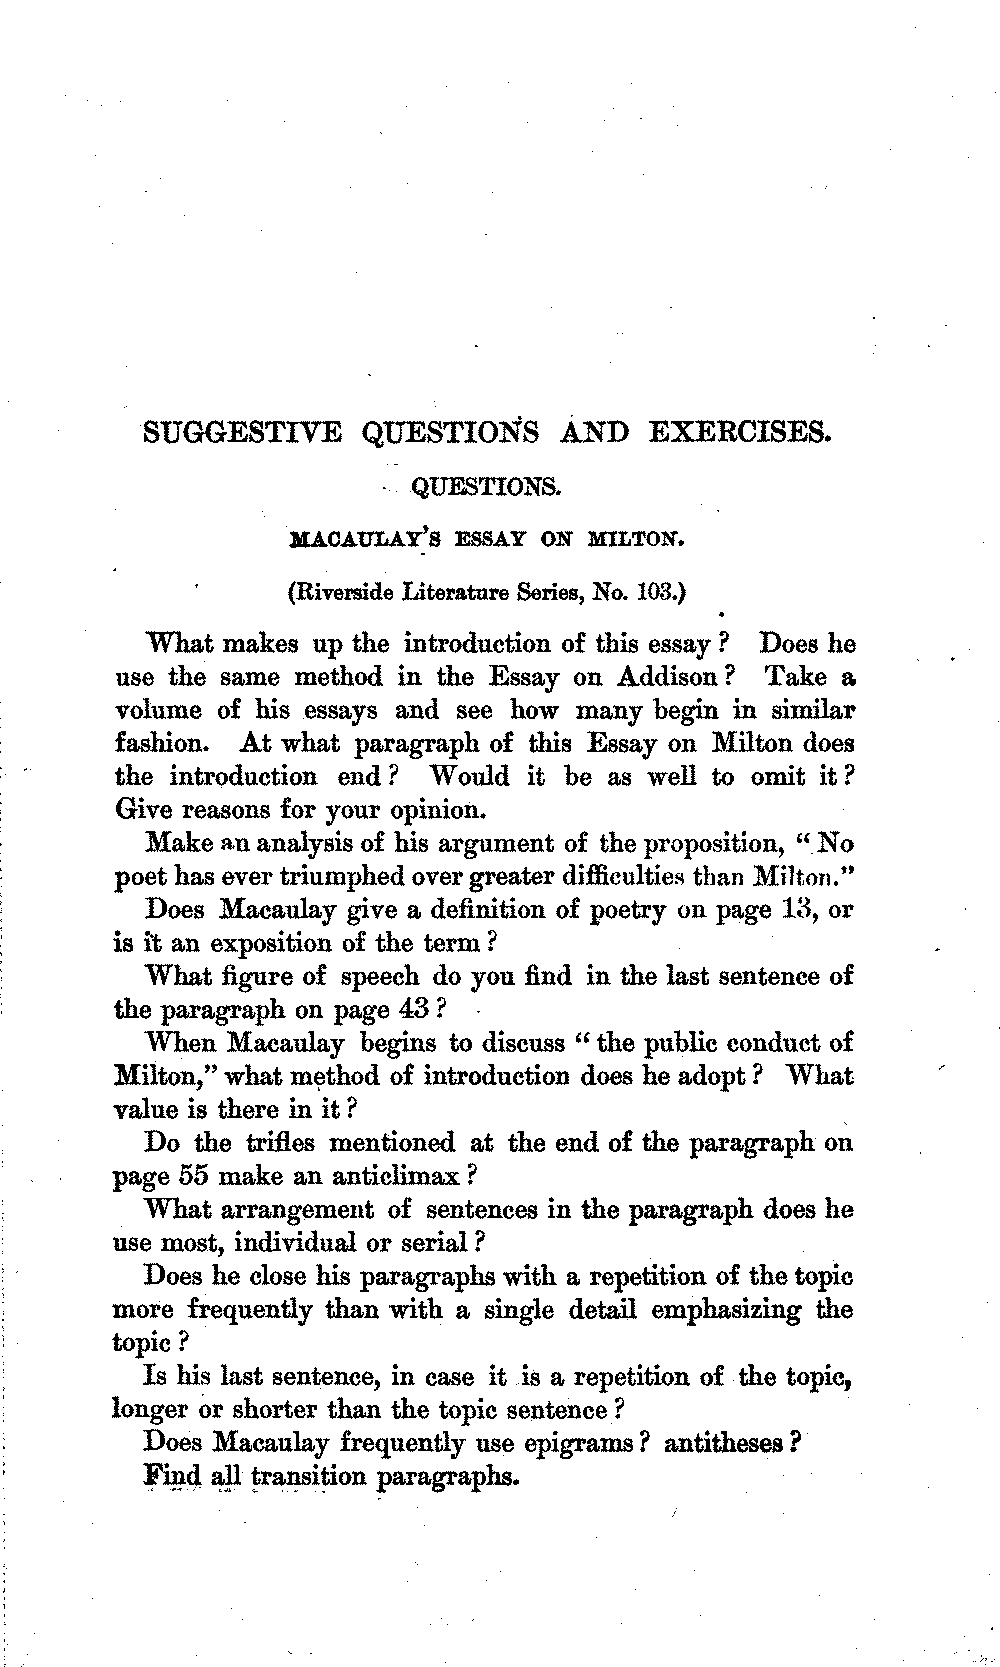 SUGGESTIVE QUESTIONS AND EXERCISES.
QUESTIONS.
MACAULAY'S ESSAY ON MILTON.
(Riverside Literature Series, No. 103.)
What makes up the introduction of this essay? Does he
use the same method in the Essay on Addison? Take a
volume of his essays and see how many begin in similar
fashion. At what paragraph of this Essay on Milton does
the introduction end? Would it be as well to omit it?
Give reasons for your opinion.
Make an analysis of his argument of the proposition, "No
poet has ever triumphed over greater difficulties than Milton."
Does Macaulay give a definition of poetry on page 13, or
is it an exposition of the term?
What figure of speech do you find in the last sentence of
the paragraph on page 43?
When Macaulay begins to discuss "the public conduct of
Milton," what method of introduction does he adopt? What
value is there in it?
Do the trifles mentioned at the end of the paragraph on
page 55 make an anticlimax?
What arrangement of sentences in the paragraph does he
use most, individual or serial?
Does he close his paragraphs with a repetition of the topic
more frequently than with a single detail emphasizing the
topic?
Is his last sentence, in case it is a repetition of the topic,
longer or shorter than the topic sentence?
Does Macaulay frequently use epigrams? antitheses?
Find all transition paragraphs.